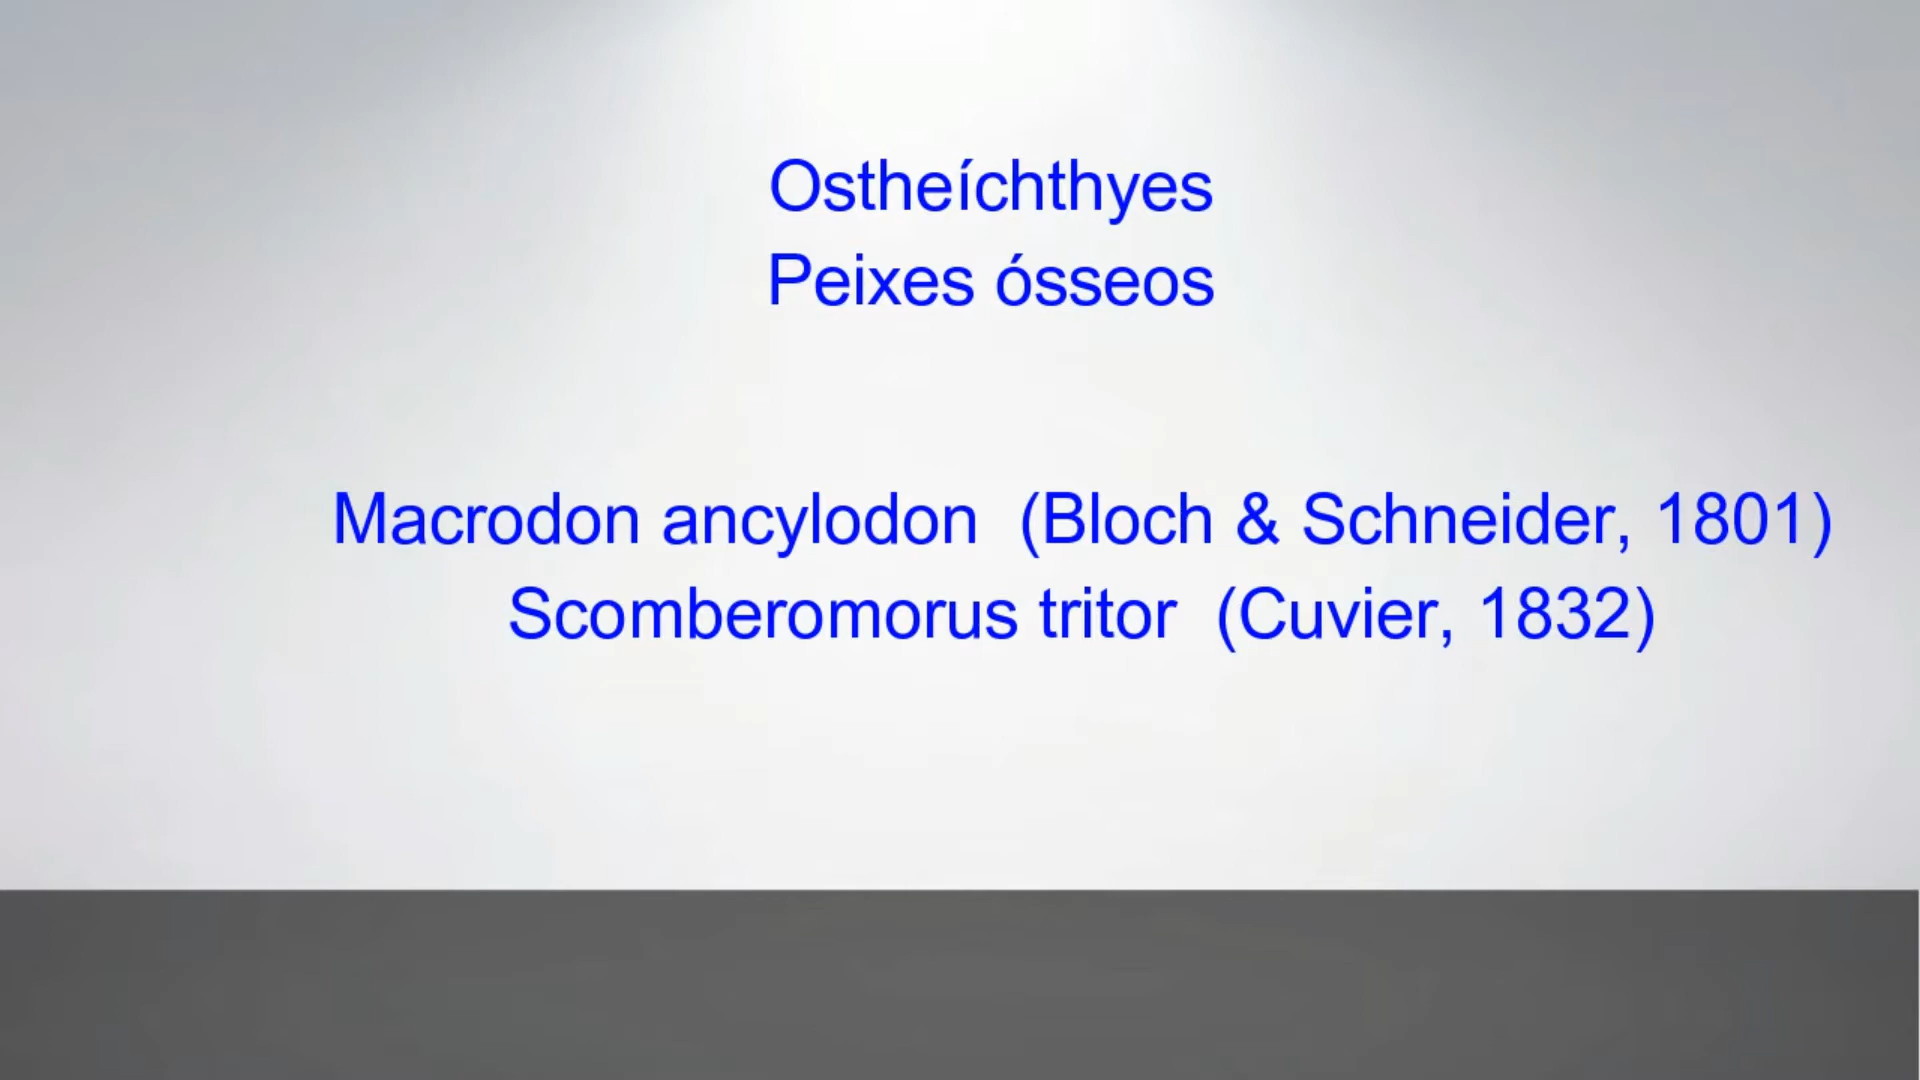 Ostheíchthyes
Peixes ósseos
Macrodon ancylodon (Bloch & Schneider, 1801)
Scomberomorus tritor (Cuvier, 1832)